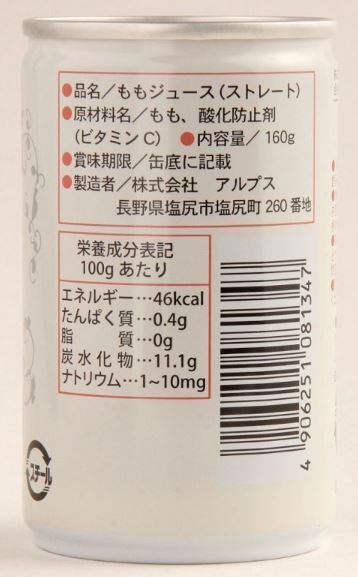 ●品名／ももジュース（ストレート）
●原材料名／もも、酸化防止剤
（ビタミンC） ●内容量／160g
●賞味期限／缶底に記載
●製造者／株式会社 アルプス
長野県塩尻市塩尻町260番地
栄養成分表記
100gあたり
エネルギー…46kcal
たんぱく質…0.4g
脂 質…0g
炭水化物…11.1g
ナトリウム…1~10mg
4 906251 081347
スチール